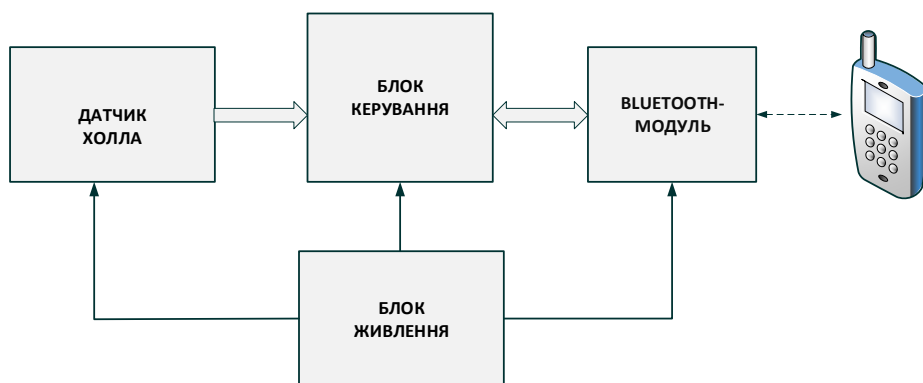 ДАТЧИК
ХОЛЛА
БЛОК
КЕРУВАННЯ
BLUETOOTH-
МОДУЛЬ
БЛОК
ЖИВЛЕННЯ